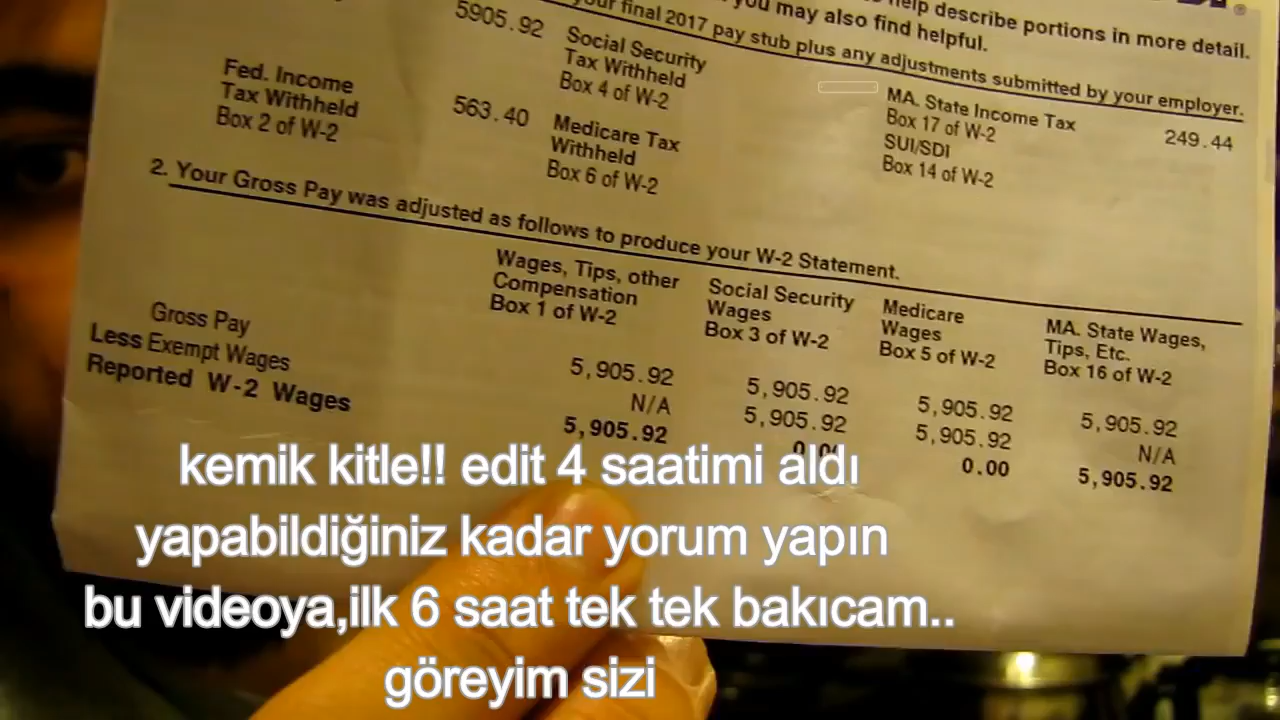 help describe portions in more detail.
you may also find helpful.
your final 2017 pay stub plus any adjustments submitted by your employer.
5905.92
Social Security
Tax Withheld
Box 4 of W-2
Fed. Income
Tax Withheld
Box 2 of W-2
563.40
Medicare Tax
Withheld
Box 6 of W-2
MA. State Income Tax
Box 17 of W-2
249.44
SUI/SDI
Box 14 of W-2
2. Your Gross Pay was adjusted as follows to produce your W-2 Statement.
Wages, Tips, other
Compensation
Box 1 of W-2
Social Security
Wages
Box 3 of W-2
Medicare
Wages
Box 5 of W-2
MA. State Wages,
Tips, Etc.
Box 16 of W-2
Gross Pay 5,905.92 5,905.92 5,905.92 5,905.92
Less Exempt Wages N/A 5,905.92 5,905.92 N/A
Reported W-2 Wages 5,905.92 0.00 0.00 5,905.92
kemik kitle!! edit 4 saatimi aldı
yapabildiğiniz kadar yorum yapın
bu videoya,ilk 6 saat tek tek bakıcam..
göreyim sizi